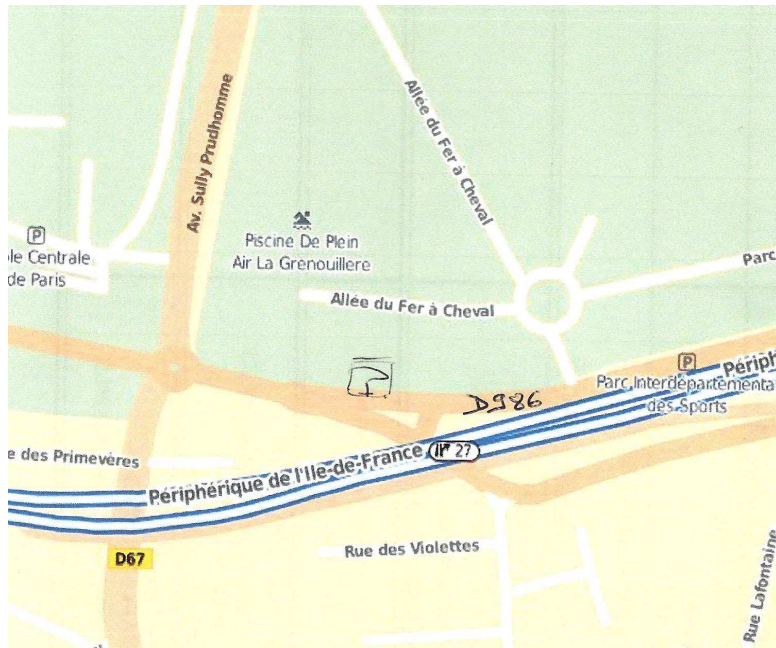 Av. Sully Prudhomme
Allée du Fer à Cheval
P
le Centrale
de Paris
Piscine De Plein
Air La Grenouillere
Parc
Allée du Fer à Cheval
P
P
Périph
Parc Interdépartementa
des Sports
D986
e des Primevères
Périphérique de l'Ile-de-France
27
D67
Rue des Violettes
Rue Lafontaine